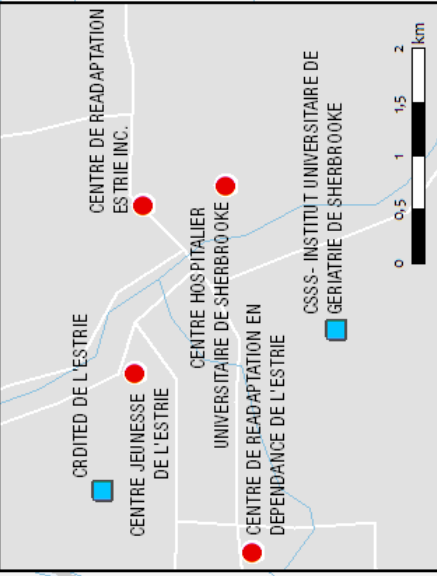 CENTRE DE READAPTATION
ESTRIE INC.
CRDITED DE L'ESTRIE
CENTRE JEUNESSE
DE L'ESTRIE
CENTRE HOSPITALIER
UNIVERSITAIRE DE SHERBROOKE
CENTRE DE READAPTATION EN
DEPENDANCE DE L'ESTRIE
CSSS- INSTITUT UNIVERSITAIRE DE
GERIATRIE DE SHERBROOKE
0 0,5 1 1,5 2
km